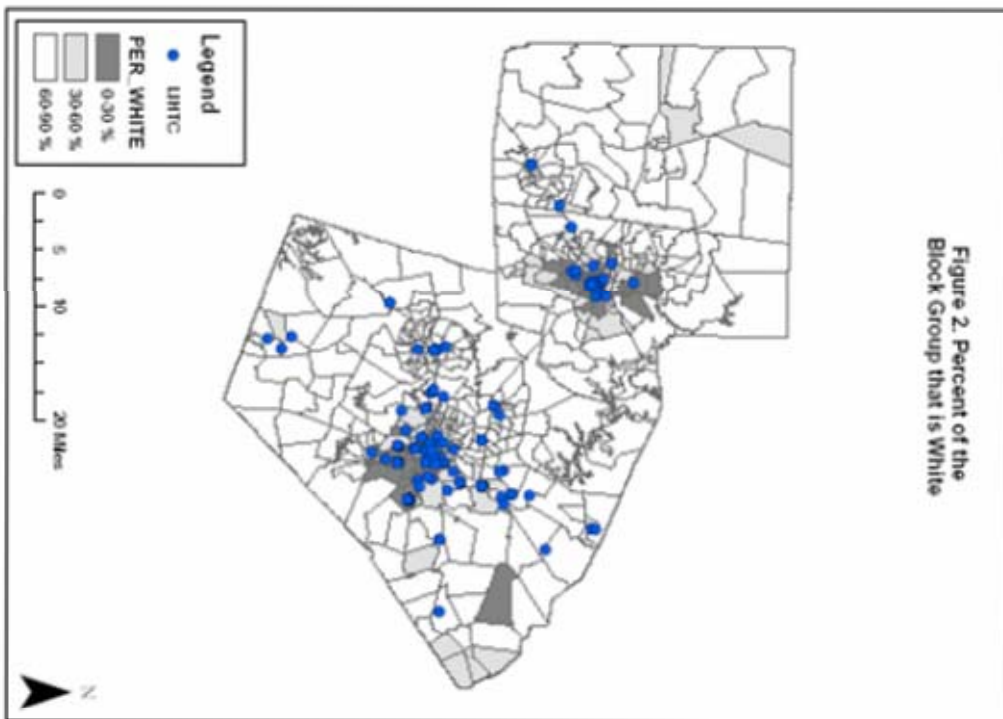 Figure 2. Percent of the
Block Group that is White
Legend
LIHTC
PER_WHITE
0-30 %
30-60 %
60-90 %
0 5 10 20 Miles
N